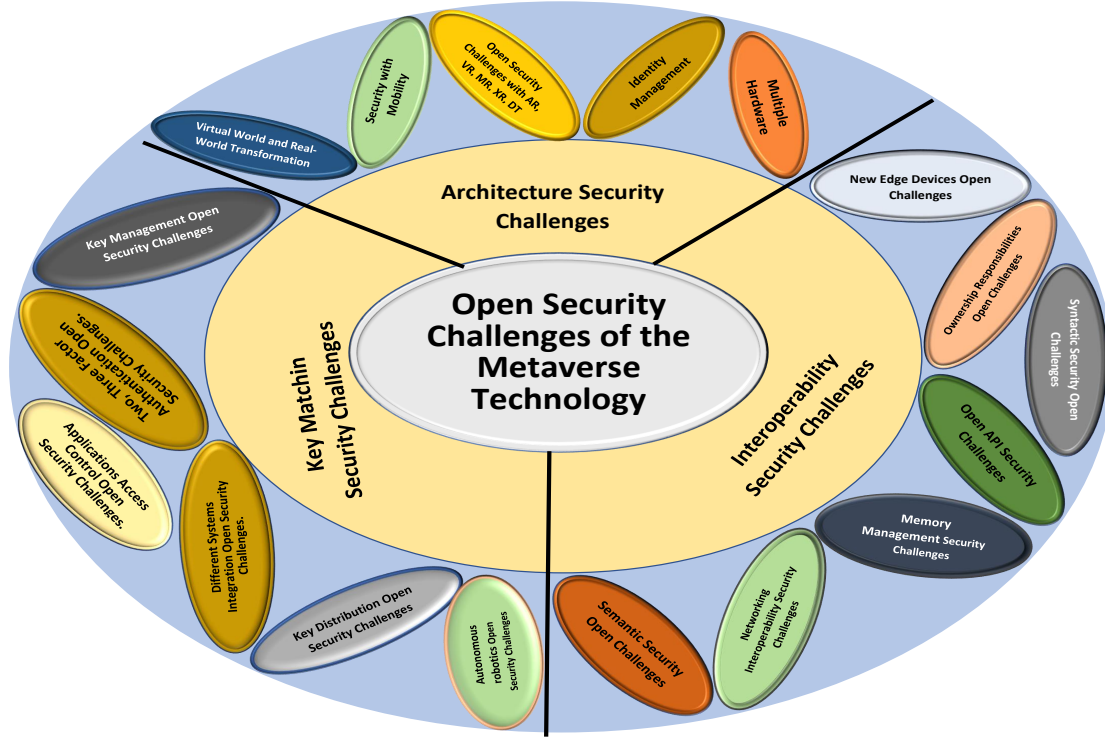 Open Security
Challenges of the
Metaverse
Technology
Architecture Security
Challenges
Virtual World and Real-
World Transformation
Security with
Mobility
Open Security
Challenges with AR,
VR, MR, XR, DT
Identity
Management
Multiple
Hardware
Interoperability
Security Challenges
New Edge Devices Open
Challenges
Ownership Responsibilities
Open Challenges
Syntactic Security Open
Challenges
Open API Security
Challenges
Memory
Management Security
Challenges
Networking
Interoperability Security
Challenges
Semantic Security
Open Challenges
Key Matchin
Security Challenges
Key Management Open
Security Challenges
Two, Three Factor
Authentication Open
Security Challenges.
Applications Access
Control Open
Security Challenges.
Different Systems
Integration Open Security
Challenges.
Key Distribution Open
Security Challenges
Autonomous
robotics Open
Security Challenges